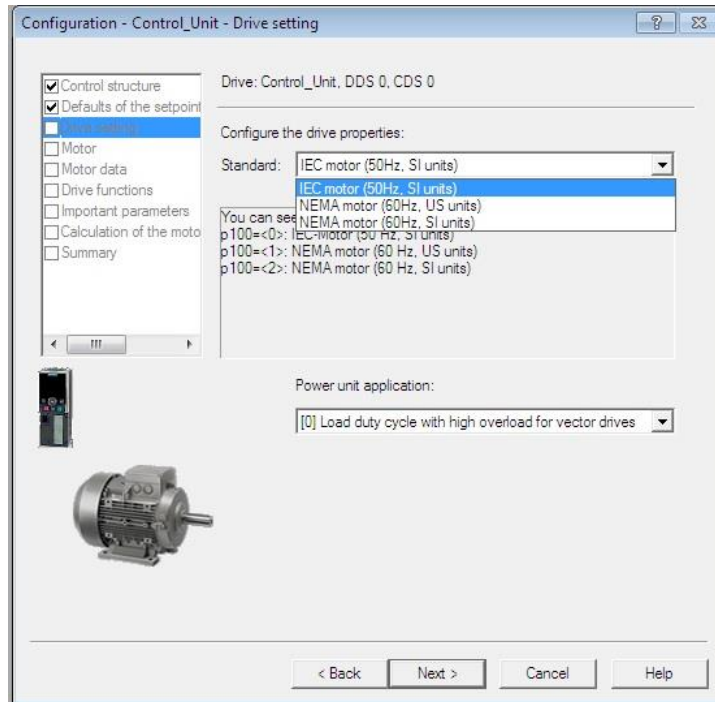 Configuration - Control_Unit - Drive setting
Control structure
Defaults of the setpoint
Drive setting
Motor
Motor data
Drive functions
Important parameters
Calculation of the moto
Summary
Drive: Control_Unit, DDS 0, CDS 0
Configure the drive properties:
Standard: IEC motor (50Hz, SI units)
IEC motor (50Hz, SI units)
NEMA motor (60Hz, US units)
NEMA motor (60Hz, SI units)
You can see
p100=<0>: IEC-Motor (50 Hz, SI units)
p100=<1>: NEMA motor (60 Hz, US units)
p100=<2>: NEMA motor (60 Hz, SI units)
Power unit application:
[0] Load duty cycle with high overload for vector drives
< Back Next > Cancel Help